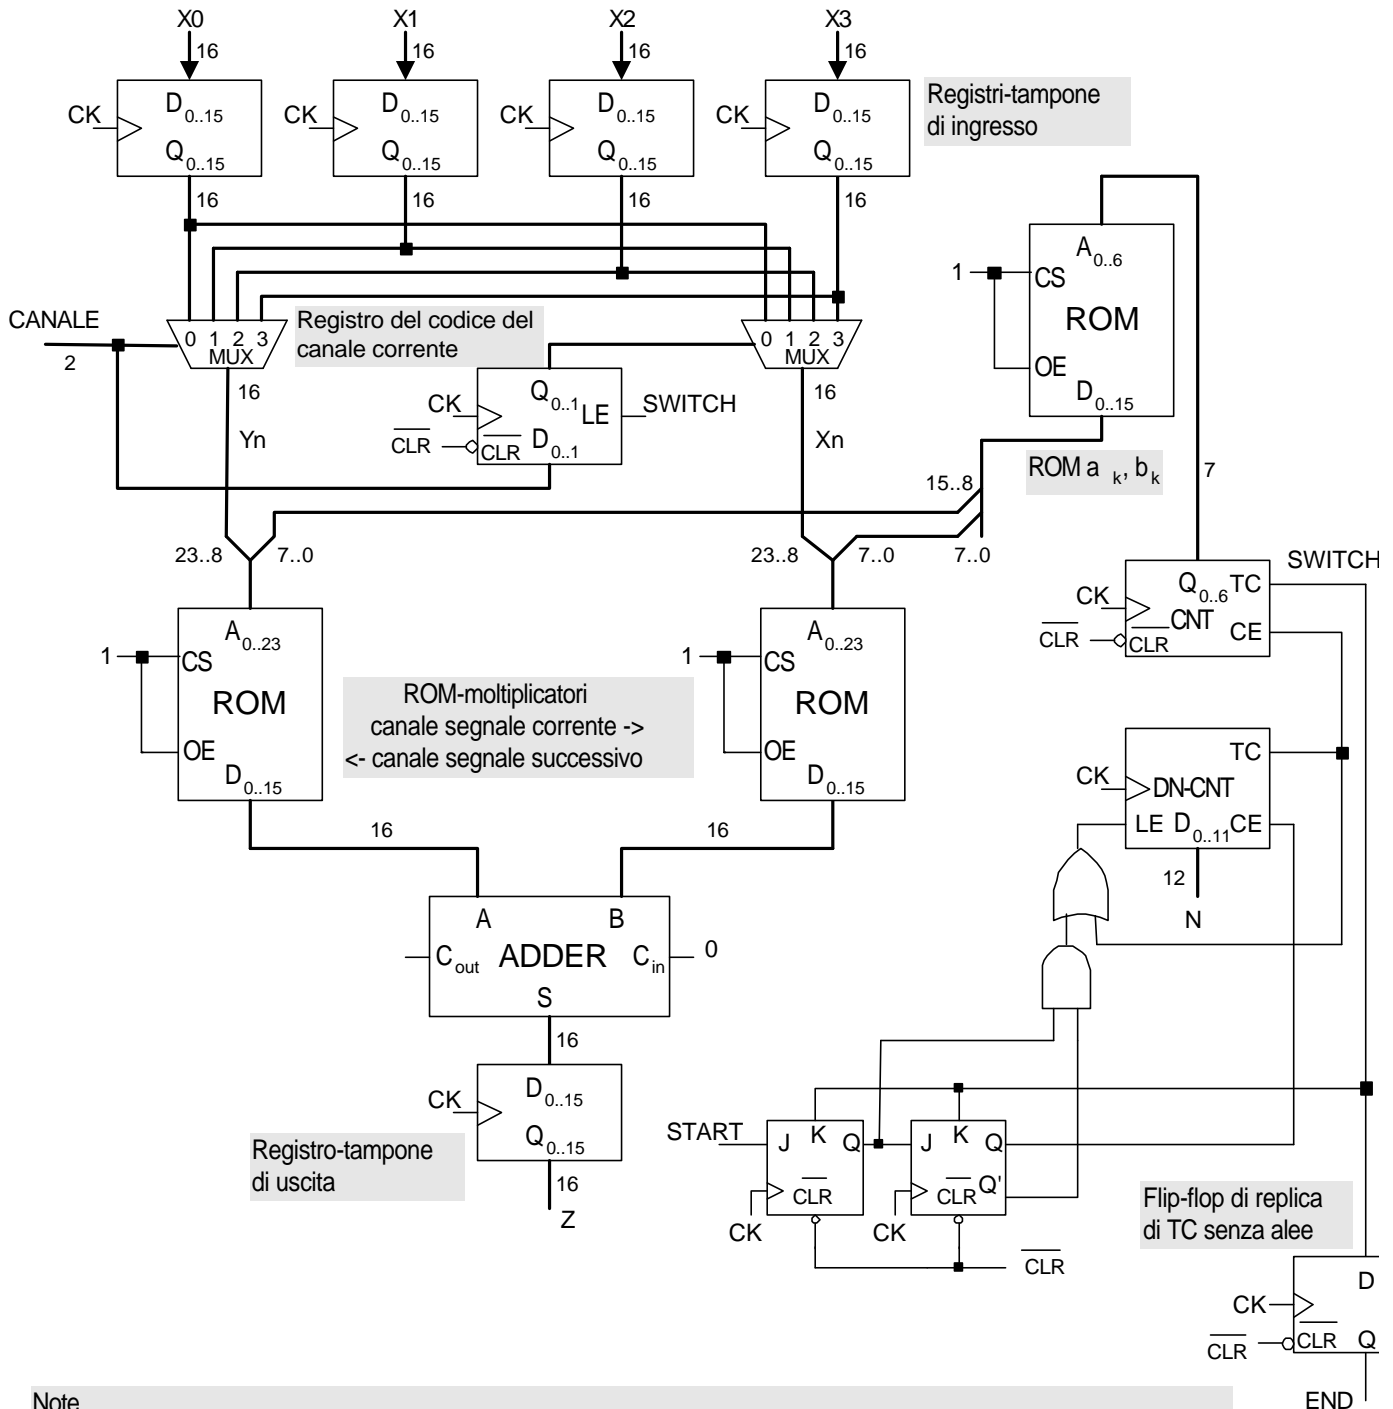 X0 X1 X2 X3
16 16 16 16
CK D0..15 Q0..15
CK D0..15 Q0..15
CK D0..15 Q0..15
CK D0..15 Q0..15
Registri-tampone
di ingresso
16 16 16 16
CANALE
2
0 1 2 3
MUX
Registro del codice del
canale corrente
0 1 2 3
MUX
16
Yn
CK Q0..1 LE SWITCH
CLR CLR D0..1
16
Xn
A0..6
1 CS
ROM
OE
D0..15
ROM a k, bk
7
15..8
23..8 7..0
23..8 7..0
7..0
SWITCH
CK Q0..6 TC
CNT
CLR CLR CE
A0..23
1 CS
ROM
OE
D0..15
ROM-moltiplicatori
canale segnale corrente ->
<- canale segnale successivo
A0..23
1 CS
ROM
OE
D0..15
TC
CK DN-CNT
LE D0..11 CE
12
N
16 16
A B
Cout ADDER Cin 0
S
16
CK D0..15
Q0..15
Registro-tampone
di uscita
16
Z
START
J K Q
CLR
CK
J K Q
CLR Q'
CK
CLR
Flip-flop di replica
di TC senza alee
D
CK
CLR CLR Q
END
Note